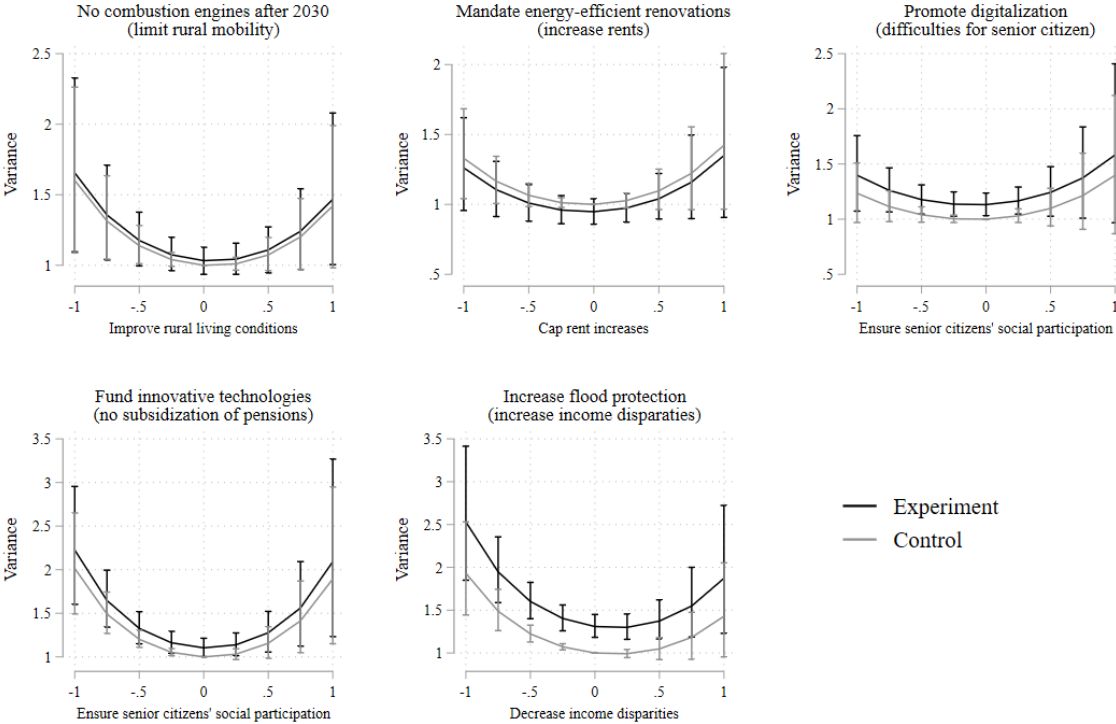 No combustion engines after 2030
(limit rural mobility)
2.5
2
1.5
1
Variance
-1 -.5 0 .5 1
Improve rural living conditions
Mandate energy-efficient renovations
(increase rents)
2
1.5
1
.5
Variance
-1 -.5 0 .5 1
Cap rent increases
Promote digitalization
(difficulties for senior citizen)
2.5
2
1.5
1
.5
Variance
-1 -.5 0 .5 1
Ensure senior citizens' social participation
Fund innovative technologies
(no subsidization of pensions)
3.5
3
2.5
2
1.5
1
Variance
-1 -.5 0 .5 1
Ensure senior citizens' social participation
Increase flood protection
(increase income disparaties)
3.5
3
2.5
2
1.5
1
Variance
-1 -.5 0 .5 1
Decrease income disparities
Experiment
Control